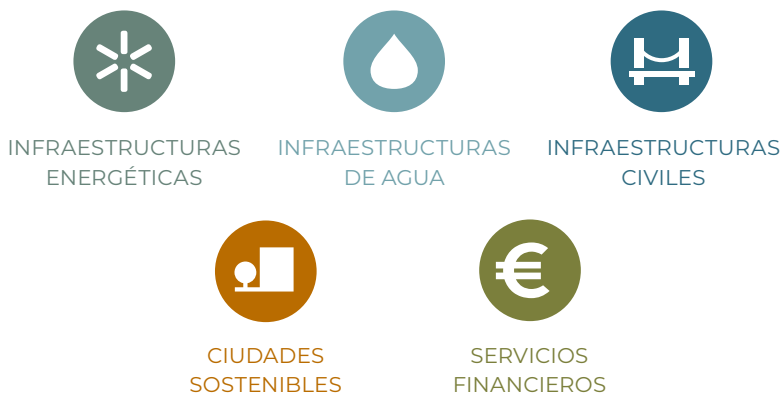 INFRAESTRUCTURAS
ENERGÉTICAS
INFRAESTRUCTURAS
DE AGUA
INFRAESTRUCTURAS
CIVILES
CIUDADES
SOSTENIBLES
€
SERVICIOS
FINANCIEROS